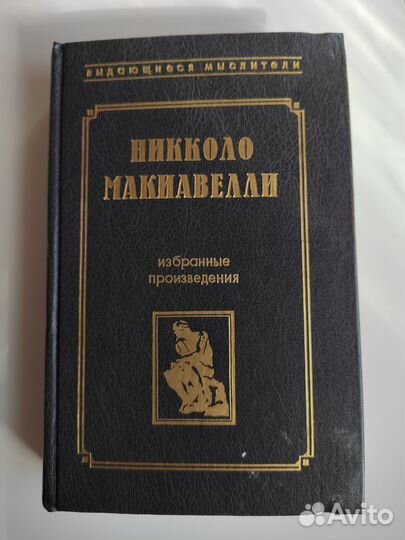 выдающиеся мыслители
НИККОЛО
МАКИАВЕЛЛИ
избранные
произведения
Avito